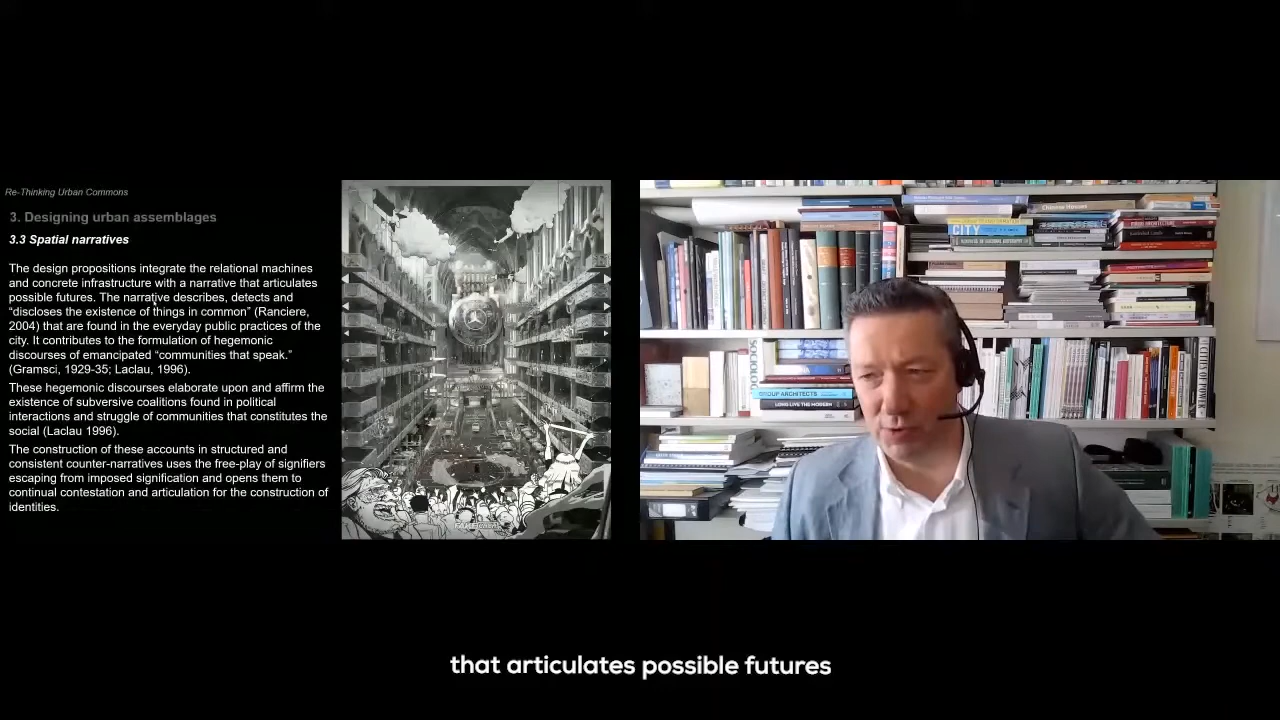 Re-Thinking Urban Commons
3. Designing urban assemblages
3.3 Spatial narratives
The design propositions integrate the relational machines
and concrete infrastructure with a narrative that articulates
possible futures. The narrative describes, detects and
“discloses the existence of things in common” (Ranciere,
2004) that are found in the everyday public practices of the
city. It contributes to the formulation of hegemonic
discourses of emancipated “communities that speak.”
(Gramsci, 1929-35; Laclau, 1996).
These hegemonic discourses elaborate upon and affirm the
existence of subversive coalitions found in political
interactions and struggle of communities that constitutes the
social (Laclau 1996).
The construction of these accounts in structured and
consistent counter-narratives uses the free-play of signifiers
escaping from imposed signification and opens them to
continual contestation and articulation for the construction of
identities.
CITY
SOCIOLOGY
GROUP ARCHITECTS
LONG LIVE THE MODERN
that articulates possible futures